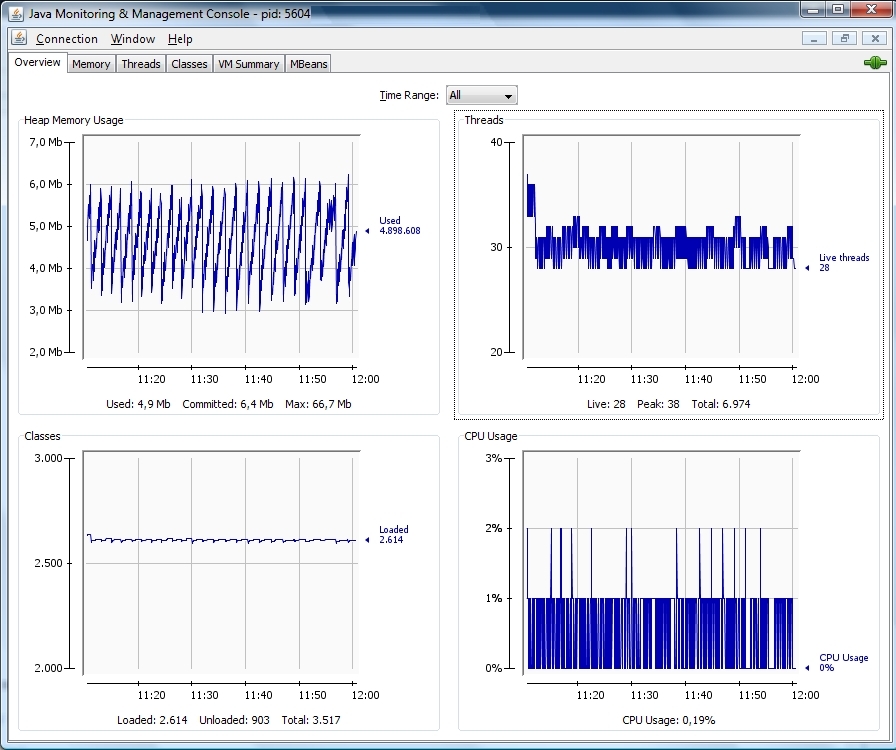 Java Monitoring & Management Console - pid: 5604
Connection Window Help
Overview Memory Threads Classes VM Summary MBeans
Time Range: All
Heap Memory Usage
7,0 Mb
6,0 Mb
5,0 Mb
4,0 Mb
3,0 Mb
2,0 Mb
Used
4.898.608
11:20 11:30 11:40 11:50 12:00
Used: 4,9 Mb Committed: 6,4 Mb Max: 66,7 Mb
Threads
40
30
20
Live threads
28
11:20 11:30 11:40 11:50 12:00
Live: 28 Peak: 38 Total: 6.974
Classes
3.000
2.500
2.000
Loaded
2.614
11:20 11:30 11:40 11:50 12:00
Loaded: 2.614 Unloaded: 903 Total: 3.517
CPU Usage
3%
2%
1%
0%
CPU Usage
0%
11:20 11:30 11:40 11:50 12:00
CPU Usage: 0,19%